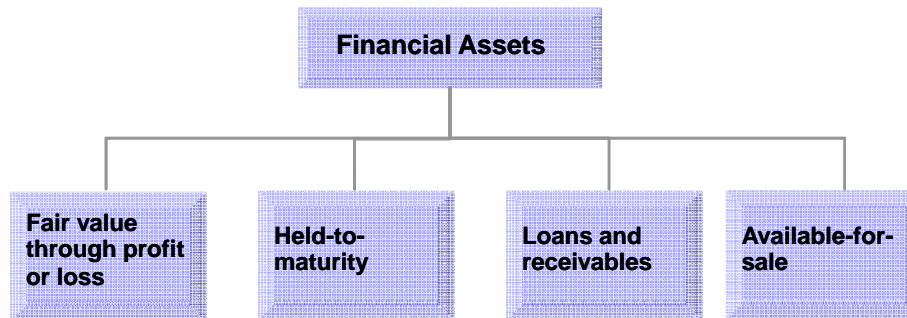 Financial Assets
Fair value
through profit
or loss
Held-to-
maturity
Loans and
receivables
Available-for-
sale